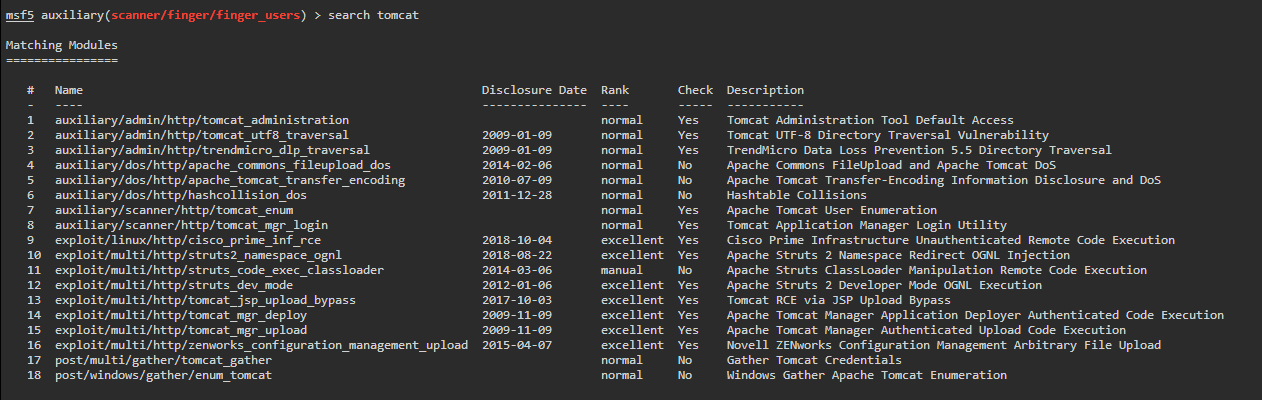 msf5 auxiliary(scanner/finger/finger_users) > search tomcat
Matching Modules
================
#   Name                                                         Disclosure Date  Rank       Check  Description
-   ----                                                         ---------------  ----       -----  -----------
1   auxiliary/admin/http/tomcat_administration                                    normal     Yes    Tomcat Administration Tool Default Access
2   auxiliary/admin/http/tomcat_utf8_traversal                   2009-01-09       normal     Yes    Tomcat UTF-8 Directory Traversal Vulnerability
3   auxiliary/admin/http/trendmicro_dlp_traversal                2009-01-09       normal     Yes    TrendMicro Data Loss Prevention 5.5 Directory Traversal
4   auxiliary/dos/http/apache_commons_fileupload_dos             2014-02-06       normal     No     Apache Commons FileUpload and Apache Tomcat DoS
5   auxiliary/dos/http/apache_tomcat_transfer_encoding           2010-07-09       normal     No     Apache Tomcat Transfer-Encoding Information Disclosure and DoS
6   auxiliary/dos/http/hashcollision_dos                         2011-12-28       normal     No     Hashtable Collisions
7   auxiliary/scanner/http/tomcat_enum                                            normal     Yes    Apache Tomcat User Enumeration
8   auxiliary/scanner/http/tomcat_mgr_login                                       normal     Yes    Tomcat Application Manager Login Utility
9   exploit/linux/http/cisco_prime_inf_rce                       2018-10-04       excellent  Yes    Cisco Prime Infrastructure Unauthenticated Remote Code Execution
10  exploit/multi/http/struts2_namespace_ognl                    2018-08-22       excellent  Yes    Apache Struts 2 Namespace Redirect OGNL Injection
11  exploit/multi/http/struts_code_exec_classloader              2014-03-06       manual     No     Apache Struts ClassLoader Manipulation Remote Code Execution
12  exploit/multi/http/struts_dev_mode                           2012-01-06       excellent  Yes    Apache Struts 2 Developer Mode OGNL Execution
13  exploit/multi/http/tomcat_jsp_upload_bypass                  2017-10-03       excellent  Yes    Tomcat RCE via JSP Upload Bypass
14  exploit/multi/http/tomcat_mgr_deploy                         2009-11-09       excellent  Yes    Apache Tomcat Manager Application Deployer Authenticated Code Execution
15  exploit/multi/http/tomcat_mgr_upload                         2009-11-09       excellent  Yes    Apache Tomcat Manager Authenticated Upload Code Execution
16  exploit/multi/http/zenworks_configuration_management_upload  2015-04-07       excellent  Yes    Novell ZENworks Configuration Management Arbitrary File Upload
17  post/multi/gather/tomcat_gather                                               normal     No     Gather Tomcat Credentials
18  post/windows/gather/enum_tomcat                                               normal     No     Windows Gather Apache Tomcat Enumeration